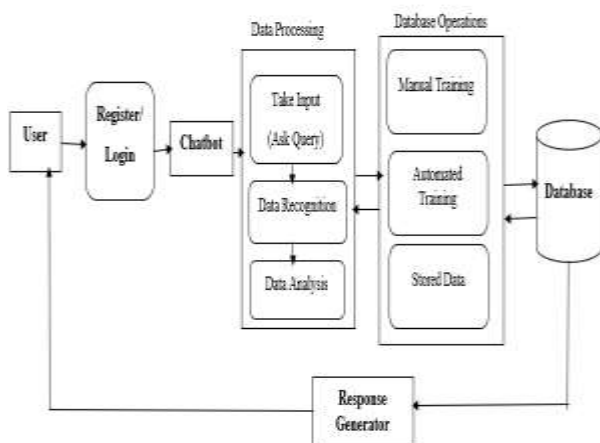 Data Processing
Database Operations
User
Register/
Login
Chatbot
Take Input
(Ask Query)
Data Recognition
Data Analysis
Manual Training
Automated
Training
Stored Data
Database
Response
Generator